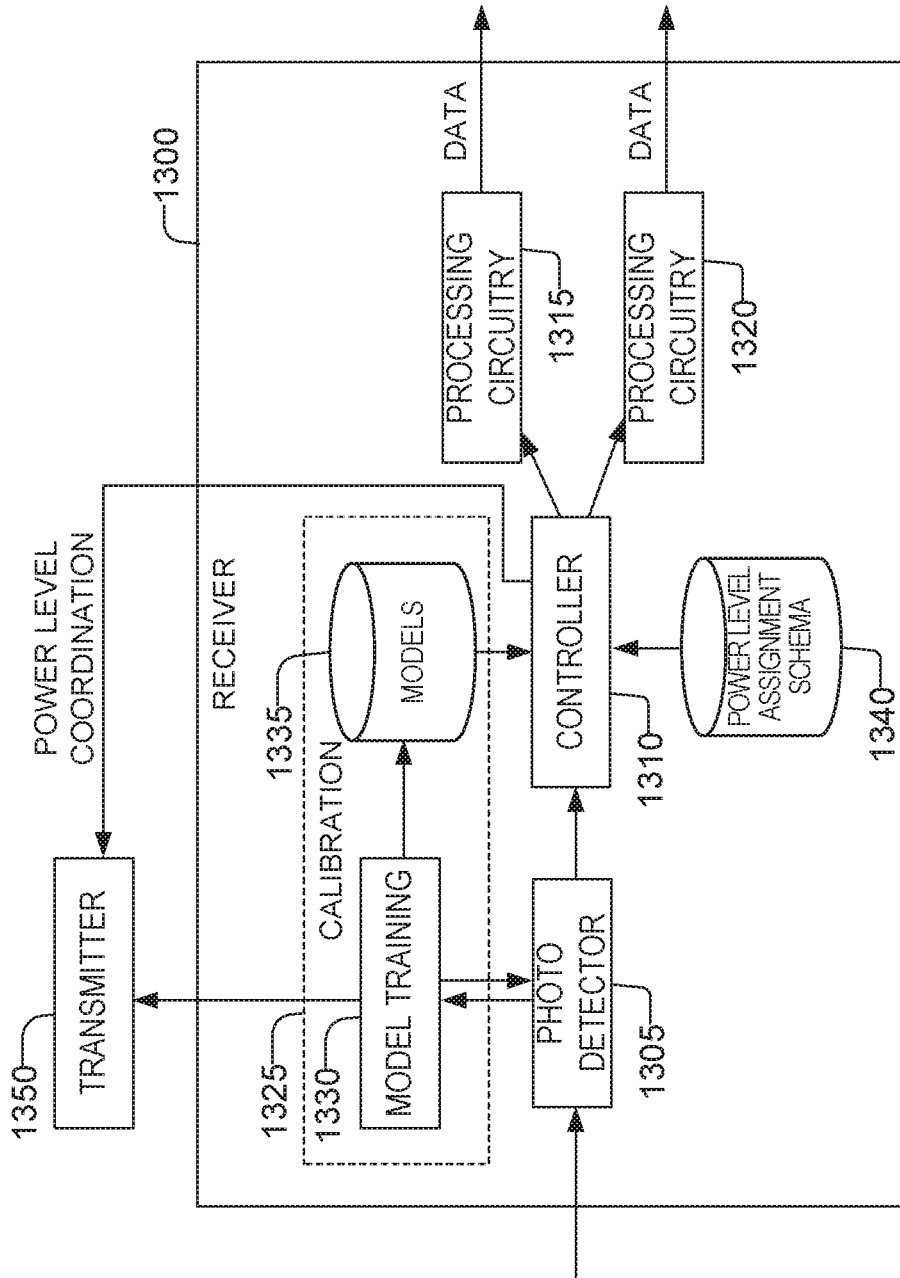 1350
TRANSMITTER
POWER LEVEL
COORDINATION
1300
RECEIVER
1325
CALIBRATION
1330
MODEL TRAINING
1335
MODELS
PHOTO
DETECTOR
1305
CONTROLLER
1310
POWER LEVEL
ASSIGNMENT
SCHEMA
1340
PROCESSING
CIRCUITRY
1315
DATA
PROCESSING
CIRCUITRY
1320
DATA